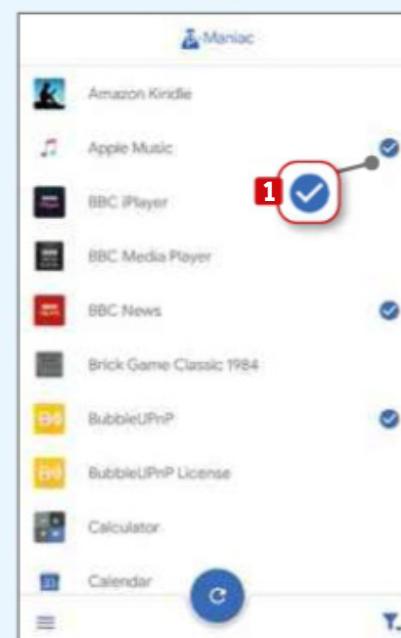 -Maniac
Amazon Kindle
Apple Music
1
BBC iPlayer
BBC Media Player
BBC News
Brick Game Classic 1984
BubbleUPnP
BubbleUPnP License
Calculator
31
Calendar